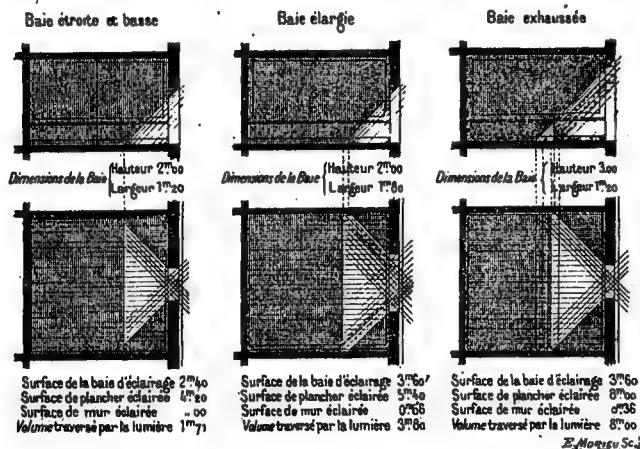 Baie étroite et basse
Baie élargie
Baie exhaussée
Dimensions de la Baie { Hauteur 2m00
Largeur 1m20
Dimensions de la Baie { Hauteur 2m00
Largeur 1m80
Dimensions de la Baie { Hauteur 3.00
Largeur 1m20
Surface de la baie d'éclairage 2m40
Surface de plancher éclairée 4m20
Surface de mur éclairée „ 00
Volume traversé par la lumière 1m71
Surface de la baie d'éclairage 3m60
Surface de plancher éclairée 5m40
Surface de mur éclairée 0m66
Volume traversé par la lumière
Surface de la baie d'éclairage 3m60
Surface de plancher éclairée 8m00
Surface de mur éclairée 0m36
Volume traversé par la lumière 8m00
E. Morieu Sc.